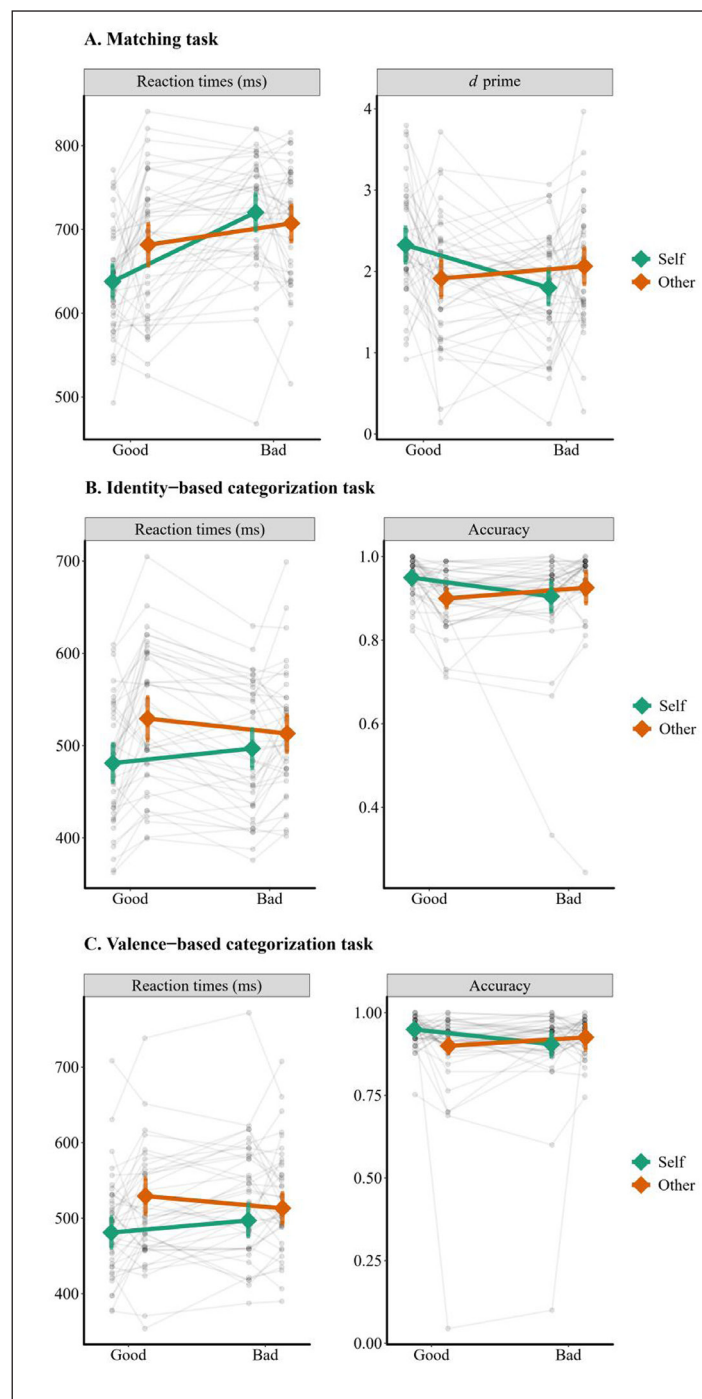 A. Matching task
Reaction times (ms)
800
700
600
500
Good
Bad
d prime
4
3
2
1
0
Good
Bad
Self
Other
B. Identity−based categorization task
Reaction times (ms)
700
600
500
400
Good
Bad
Accuracy
1.0
0.8
0.6
0.4
Good
Bad
Self
Other
C. Valence−based categorization task
Reaction times (ms)
700
600
500
400
Good
Bad
Accuracy
1.00
0.75
0.50
0.25
0.00
Good
Bad
Self
Other